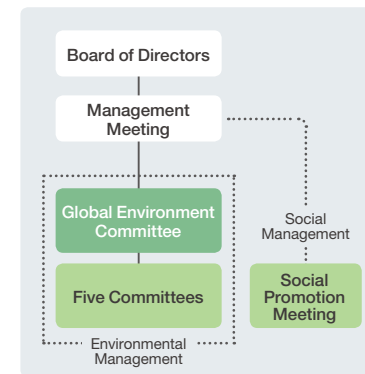 Board of Directors
Management
Meeting
Global Environment
Committee
Social
Management
Five Committees
Social
Promotion
Meeting
Environmental
Management